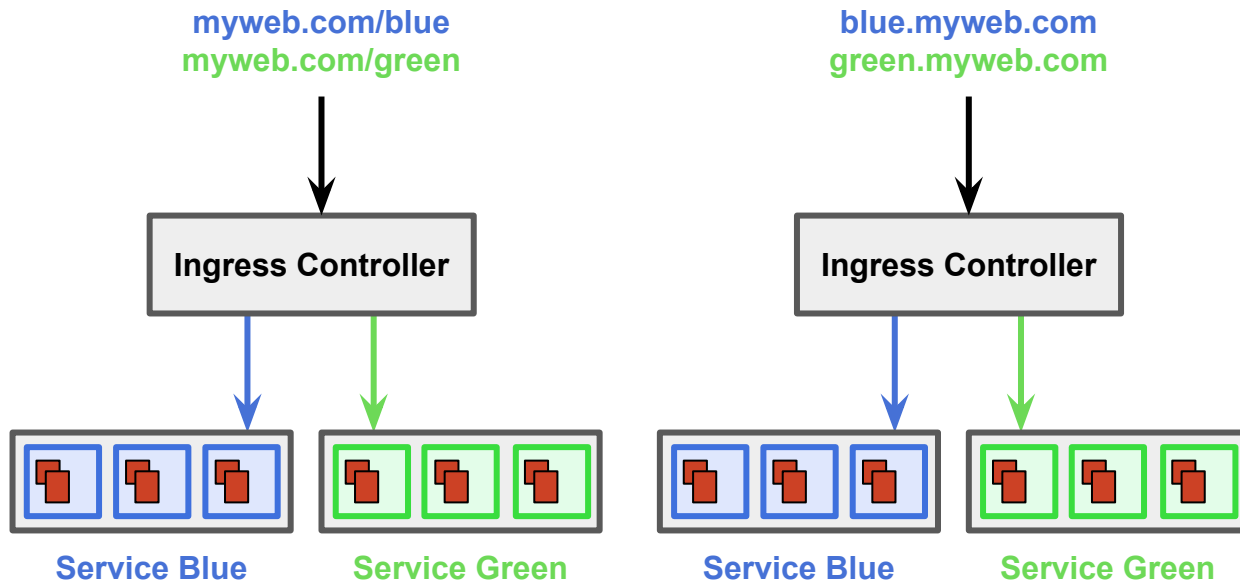 myweb.com/blue
myweb.com/green
Ingress Controller
Service Blue
Service Green
blue.myweb.com
green.myweb.com
Ingress Controller
Service Blue
Service Green